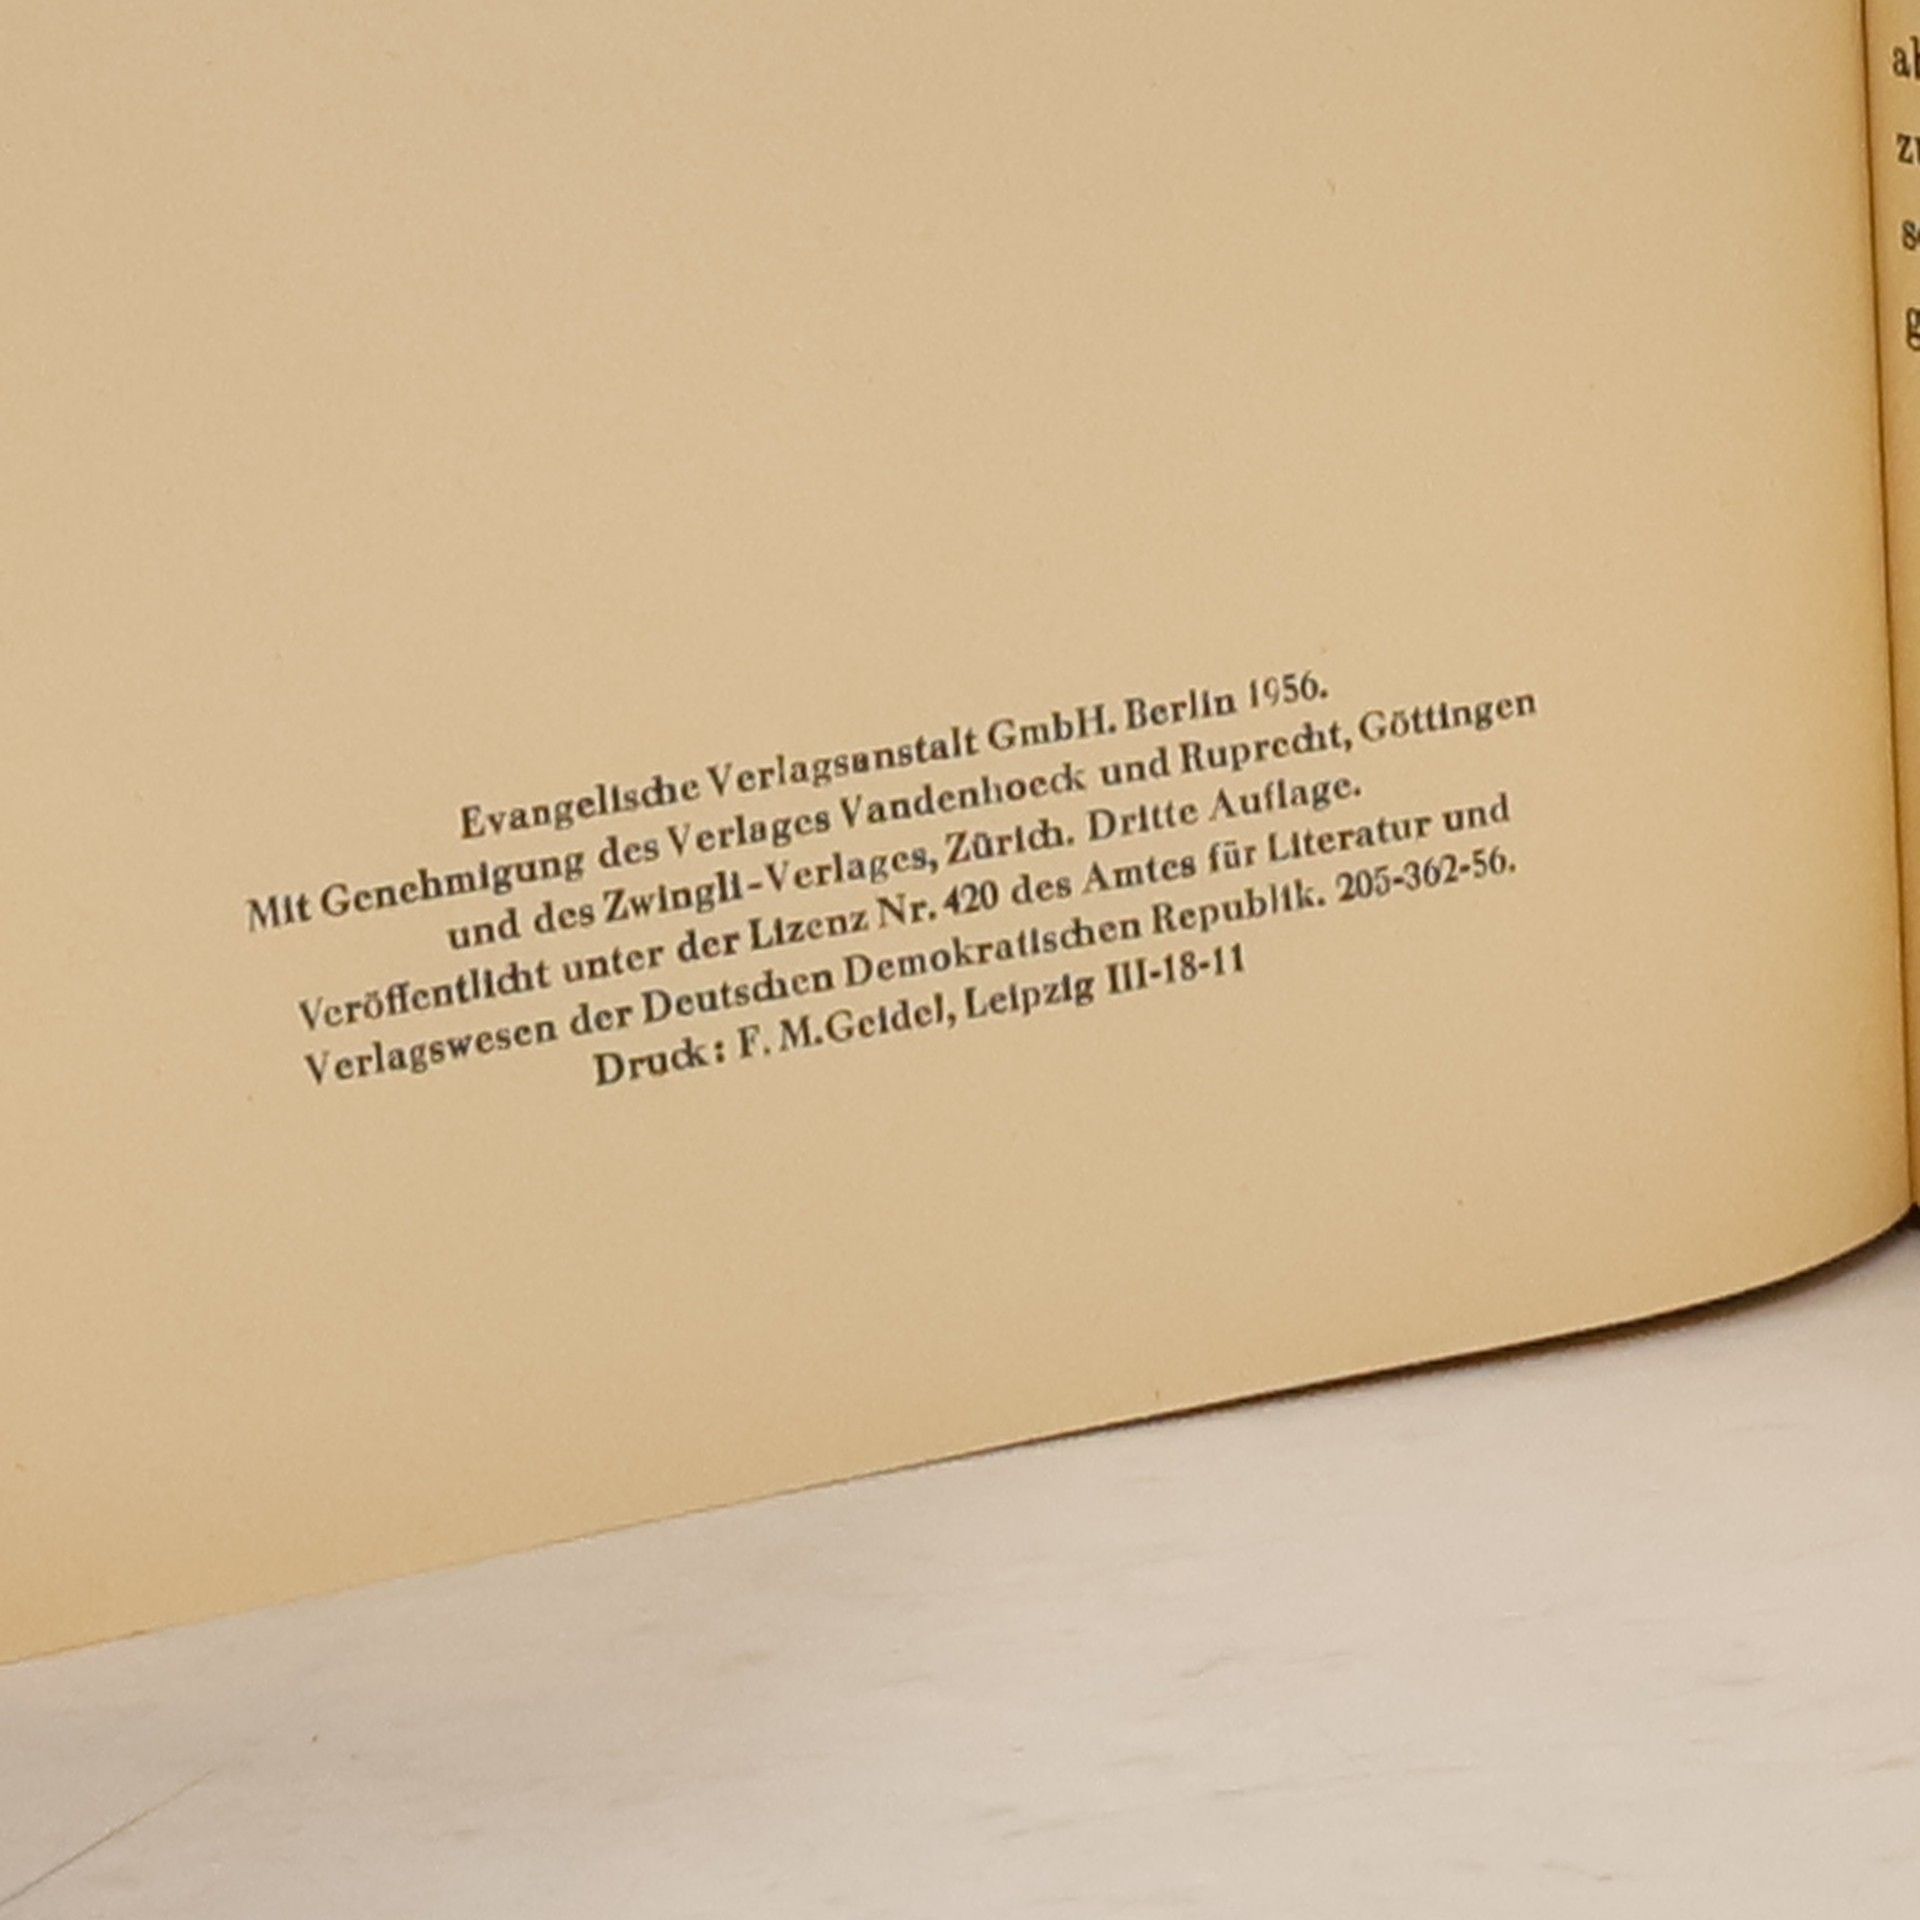 Evangelische Verlagsanstalt GmbH. Berlin 1956.
Mit Genehmigung des Verlages Vandenhoeck und Ruprecht, Göttingen
und des Zwingli-Verlages, Zürich. Dritte Auflage.
Veröffentlicht unter der Lizenz Nr. 420 des Amtes für Literatur und
Verlagswesen der Deutschen Demokratischen Republik. 205-362-56.
Druck: F. M. Geidel, Leipzig III-18-11